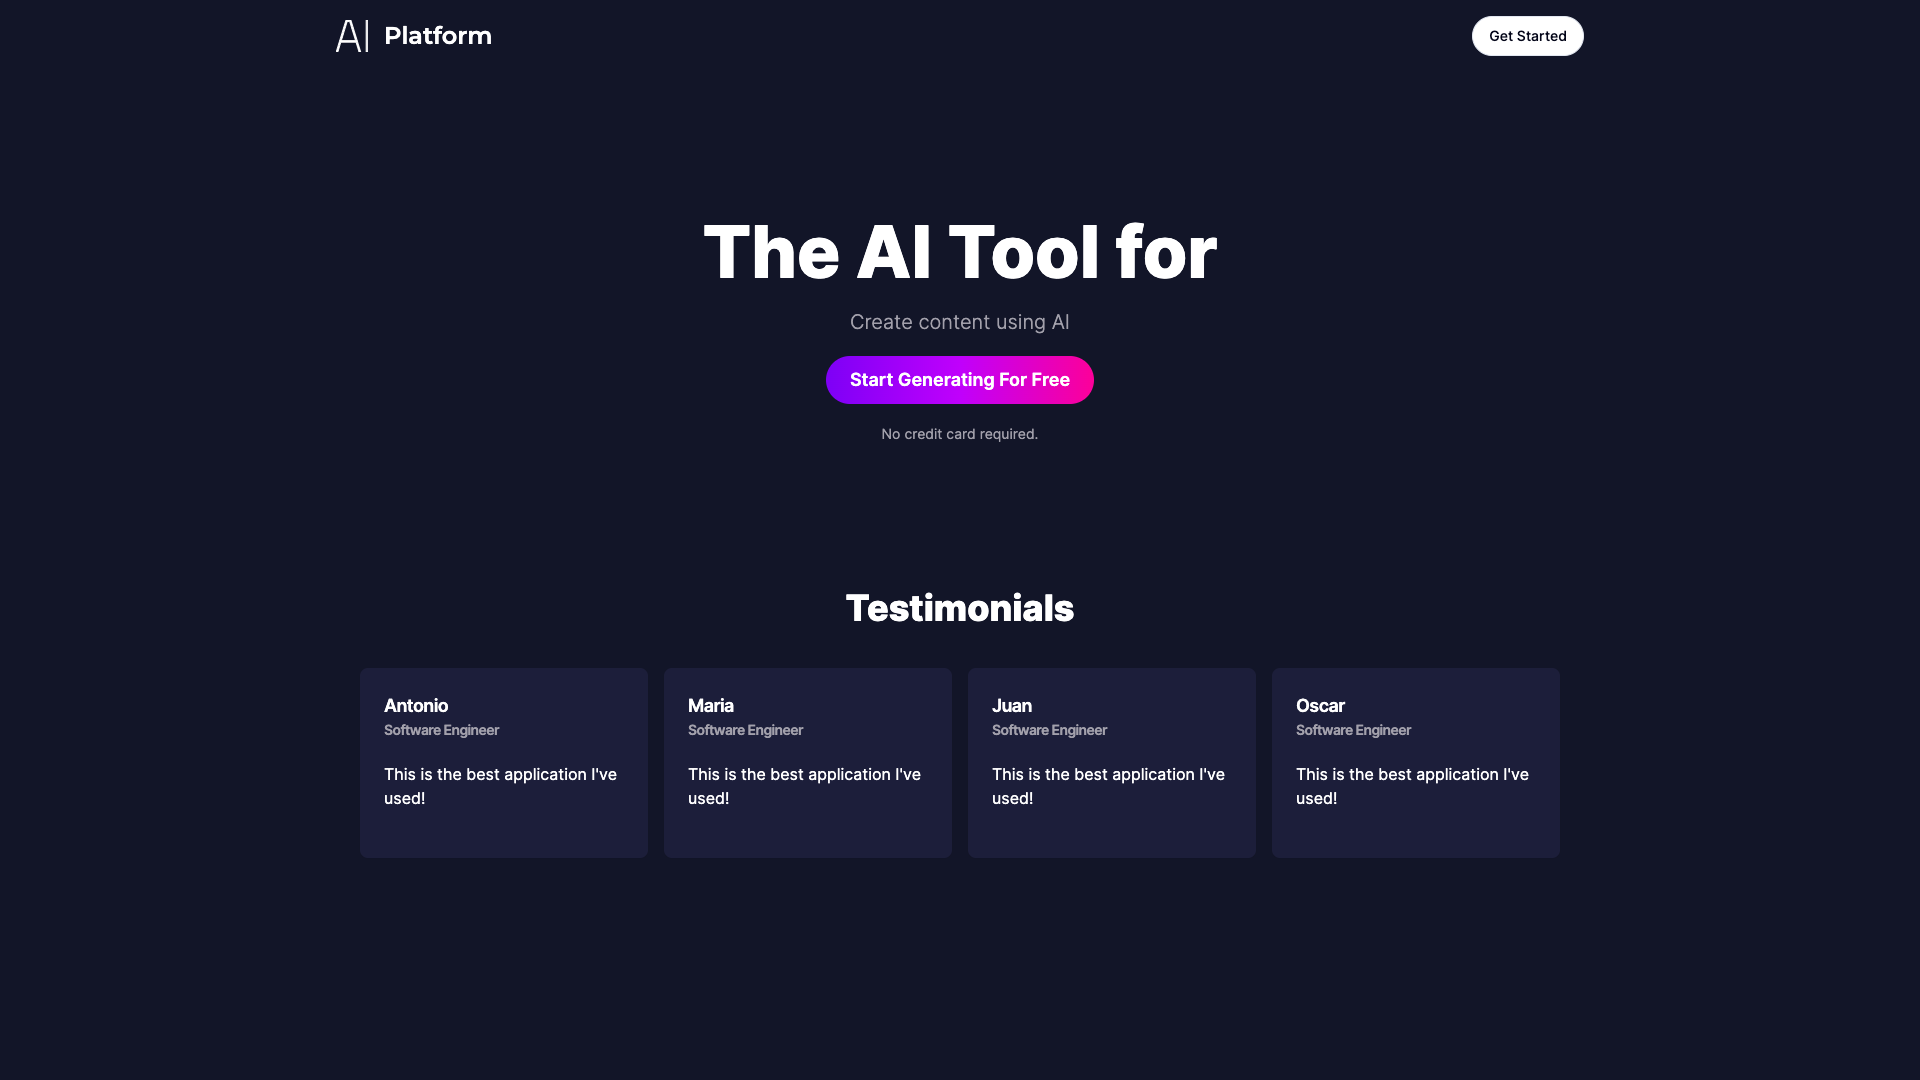 AI Platform
Get Started
The AI Tool for
Create content using AI
Start Generating For Free
No credit card required.
Testimonials
Antonio
Software Engineer
This is the best application I've
used!
Maria
Software Engineer
This is the best application I've
used!
Juan
Software Engineer
This is the best application I've
used!
Oscar
Software Engineer
This is the best application I've
used!